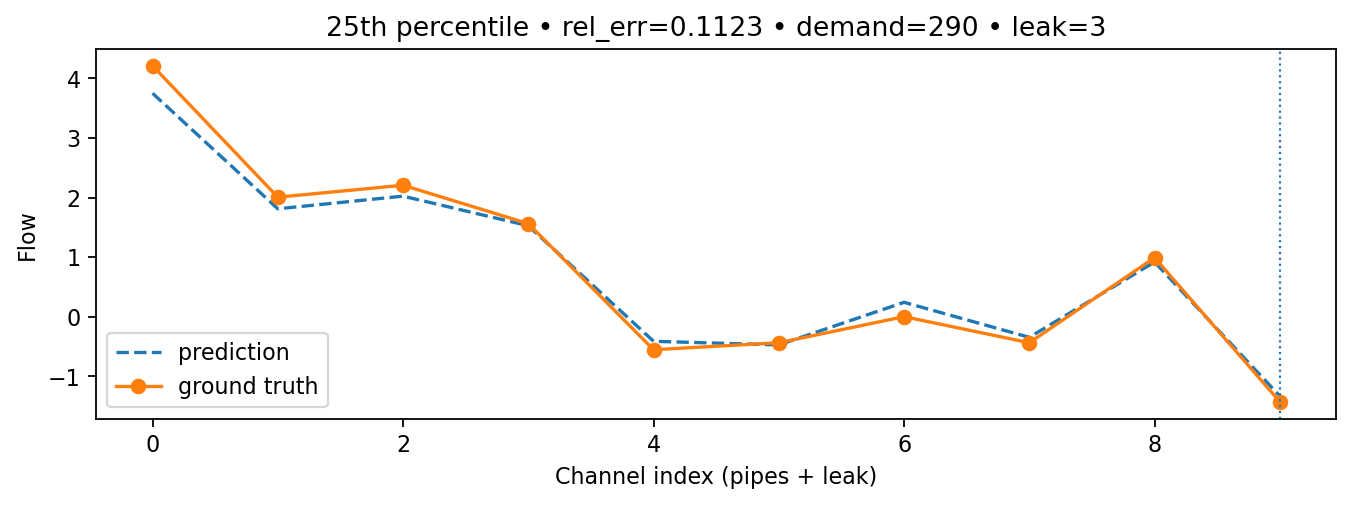 25th percentile • rel_err=0.1123 • demand=290 • leak=3
4
3
2
1
0
−1
Flow
prediction
ground truth
0 2 4 6 8
Channel index (pipes + leak)